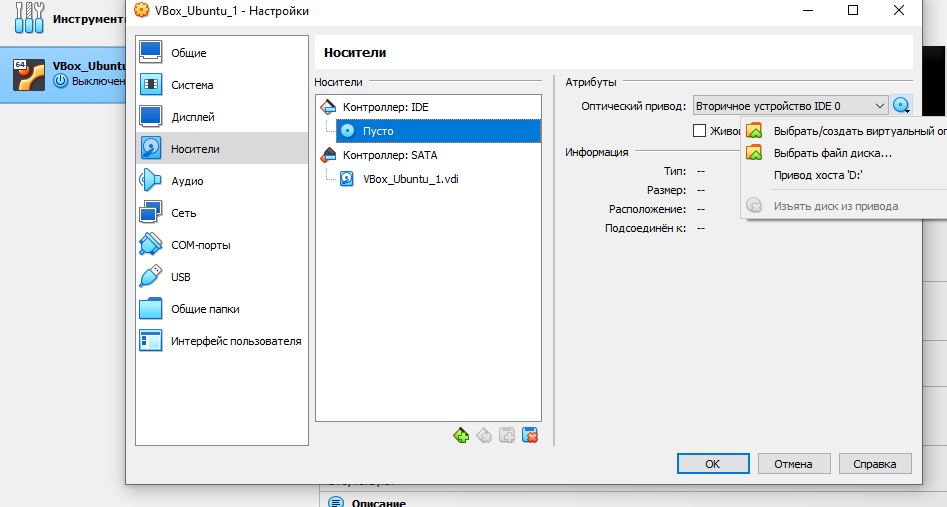 VBox_Ubuntu_1 - Настройки
Инструменты
64
VBox_Ubuntu
Выключен
Общие
Система
Дисплей
Носители
Аудио
Сеть
COM-порты
USB
Общие папки
Интерфейс пользователя
Носители
Носители
Контроллер: IDE
Пусто
Контроллер: SATA
VBox_Ubuntu_1.vdi
Атрибуты
Оптический привод: Вторичное устройство IDE 0
Живо
Выбрать/создать виртуальный оп
Выбрать файл диска...
Привод хоста 'D:'
Изъять диск из привода
Информация
Тип: --
Размер: --
Расположение: --
Подсоединён к: --
OK
Отмена
Справка
Описание